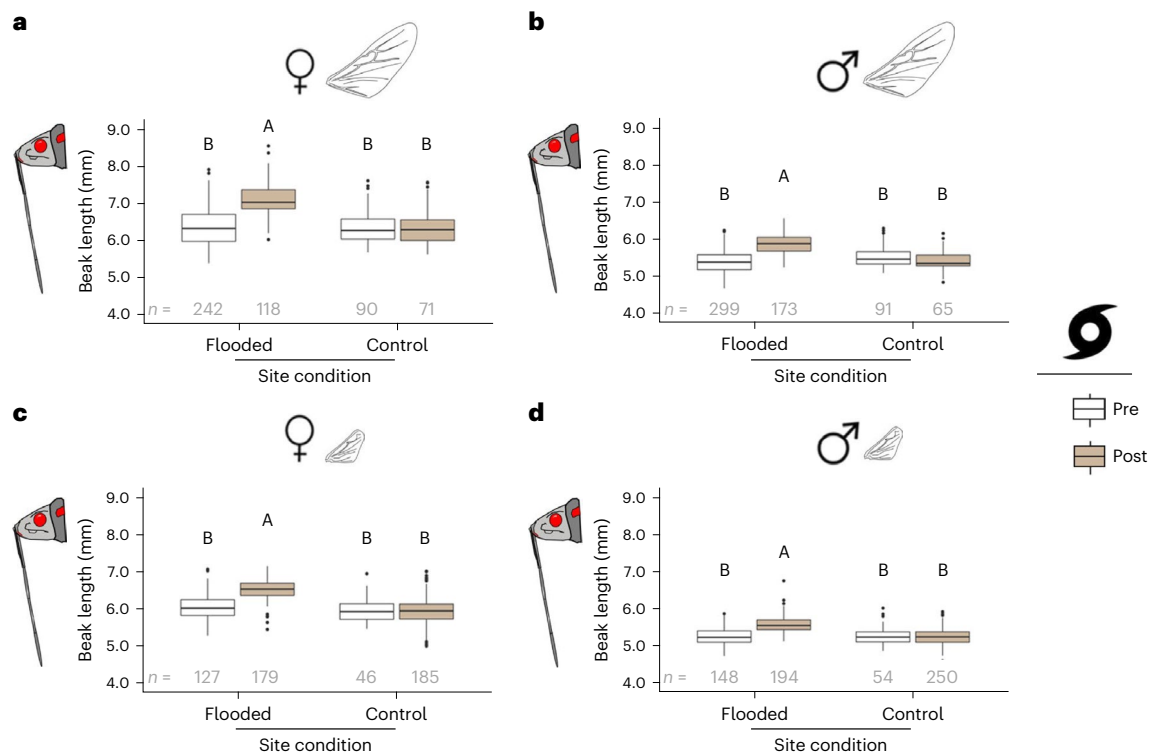 a
b
♀
♂
Beak length (mm)
9.0
8.0
7.0
6.0
5.0
4.0
B
A
B
B
n =
242
118
90
71
Flooded
Control
Site condition
Beak length (mm)
9.0
8.0
7.0
6.0
5.0
4.0
B
A
B
B
n =
299
173
91
65
Flooded
Control
Site condition
Pre
Post
c
d
♀
♂
Beak length (mm)
9.0
8.0
7.0
6.0
5.0
4.0
B
A
B
B
n =
127
179
46
185
Flooded
Control
Site condition
Beak length (mm)
9.0
8.0
7.0
6.0
5.0
4.0
B
A
B
B
n =
148
194
54
250
Flooded
Control
Site condition